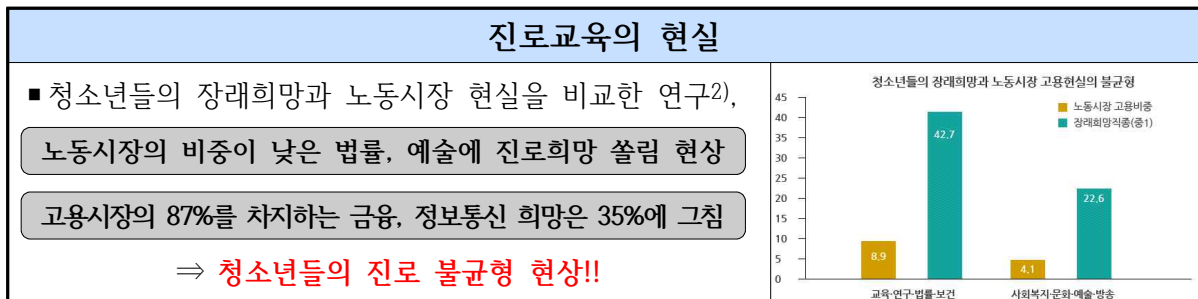 진로교육의 현실
■ 청소년들의 장래희망과 노동시장 현실을 비교한 연구2),
노동시장의 비중이 낮은 법률, 예술에 진로희망 쏠림 현상
고용시장의 87%를 차지하는 금융, 정보통신 희망은 35%에 그침
⇒ 청소년들의 진로 불균형 현상!!
청소년들의 장래희망과 노동시장 고용현실의 불균형
노동시장 고용비중
장래희망직종(중1)
45
40
35
30
25
20
15
10
5
0
8.9
42.7
4.1
22.6
교육·연구·법률·보건
사회복지·문화·예술·방송